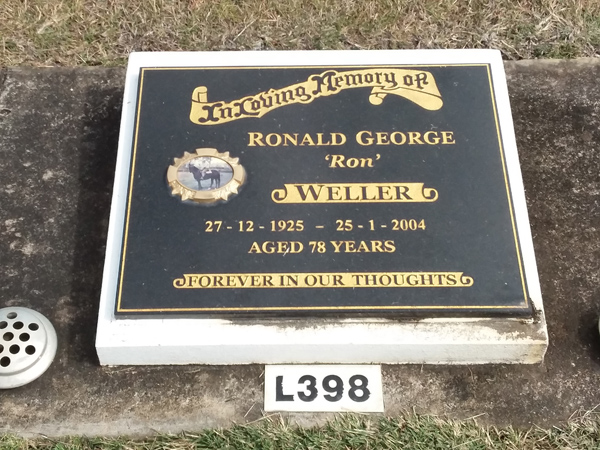 In Loving Memory of
RONALD GEORGE
'Ron'
WELLER
27 - 12 - 1925 - 25 - 1 - 2004
AGED 78 YEARS
FOREVER IN OUR THOUGHTS
L398